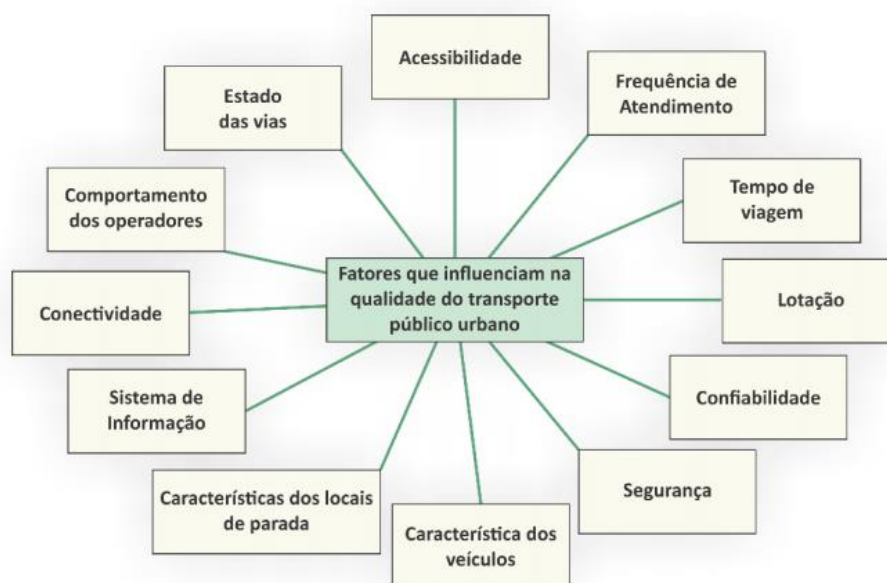 Acessibilidade
Frequência de
Atendimento
Tempo de
viagem
Lotação
Confiabilidade
Segurança
Característica dos
veículos
Características dos locais
de parada
Sistema de
Informação
Conectividade
Comportamento
dos operadores
Estado
das vias
Fatores que influenciam na
qualidade do transporte
público urbano